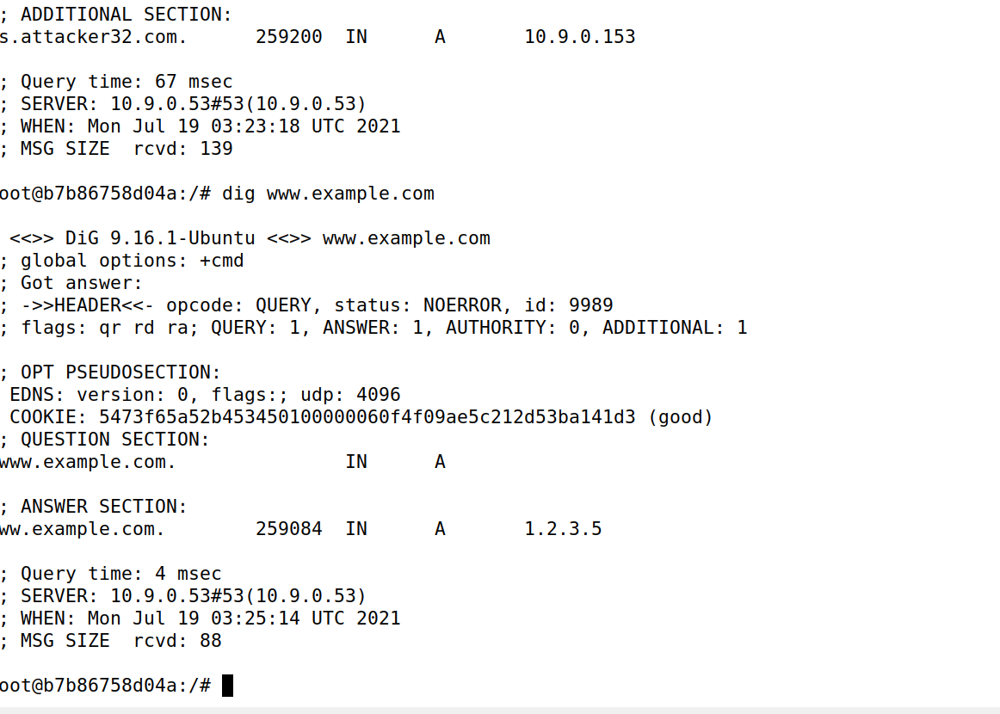 ; ADDITIONAL SECTION:
s.attacker32.com. 259200 IN A 10.9.0.153
; Query time: 67 msec
; SERVER: 10.9.0.53#53(10.9.0.53)
; WHEN: Mon Jul 19 03:23:18 UTC 2021
; MSG SIZE rcvd: 139
oot@b7b86758d04a:/# dig www.example.com
<<>> DiG 9.16.1-Ubuntu <<>> www.example.com
; global options: +cmd
; Got answer:
; ->>HEADER<<- opcode: QUERY, status: NOERROR, id: 9989
; flags: qr rd ra; QUERY: 1, ANSWER: 1, AUTHORITY: 0, ADDITIONAL: 1
; OPT PSEUDOSECTION:
EDNS: version: 0, flags:; udp: 4096
COOKIE: 5473f65a52b453450100000060f4f09ae5c212d53ba141d3 (good)
; QUESTION SECTION:
www.example.com. IN A
; ANSWER SECTION:
ww.example.com. 259084 IN A 1.2.3.5
; Query time: 4 msec
; SERVER: 10.9.0.53#53(10.9.0.53)
; WHEN: Mon Jul 19 03:25:14 UTC 2021
; MSG SIZE rcvd: 88
oot@b7b86758d04a:/#